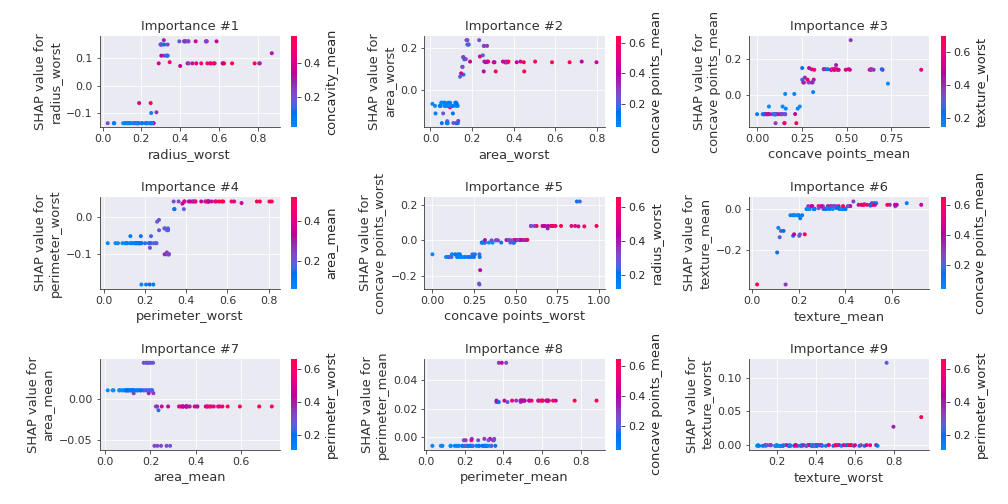 Importance #1
SHAP value for
radius_worst
0.1
0.0
−0.1
0.0
0.2
0.4
0.6
0.8
radius_worst
0.4
0.2
concavity_mean
Importance #2
SHAP value for
area_worst
0.2
0.0
0.0
0.2
0.4
0.6
0.8
area_worst
0.6
0.4
0.2
concave points_mean
Importance #3
SHAP value for
concave points_mean
0.2
0.0
0.00
0.25
0.50
0.75
concave points_mean
0.6
0.4
0.2
texture_worst
Importance #4
SHAP value for
perimeter_worst
0.0
−0.1
0.0
0.2
0.4
0.6
0.8
perimeter_worst
0.4
0.2
area_mean
Importance #5
SHAP value for
concave points_worst
0.2
0.0
−0.2
0.00
0.25
0.50
0.75
1.00
concave points_worst
0.6
0.4
0.2
radius_worst
Importance #6
SHAP value for
texture_mean
0.0
−0.2
0.0
0.2
0.4
0.6
texture_mean
0.6
0.4
0.2
concave points_mean
Importance #7
SHAP value for
area_mean
0.00
−0.05
0.0
0.2
0.4
0.6
area_mean
0.6
0.4
0.2
perimeter_worst
Importance #8
SHAP value for
perimeter_mean
0.04
0.02
0.00
0.0
0.2
0.4
0.6
0.8
perimeter_mean
0.6
0.4
0.2
concave points_mean
Importance #9
SHAP value for
texture_worst
0.10
0.05
0.00
0.2
0.4
0.6
0.8
texture_worst
0.6
0.4
0.2
perimeter_worst